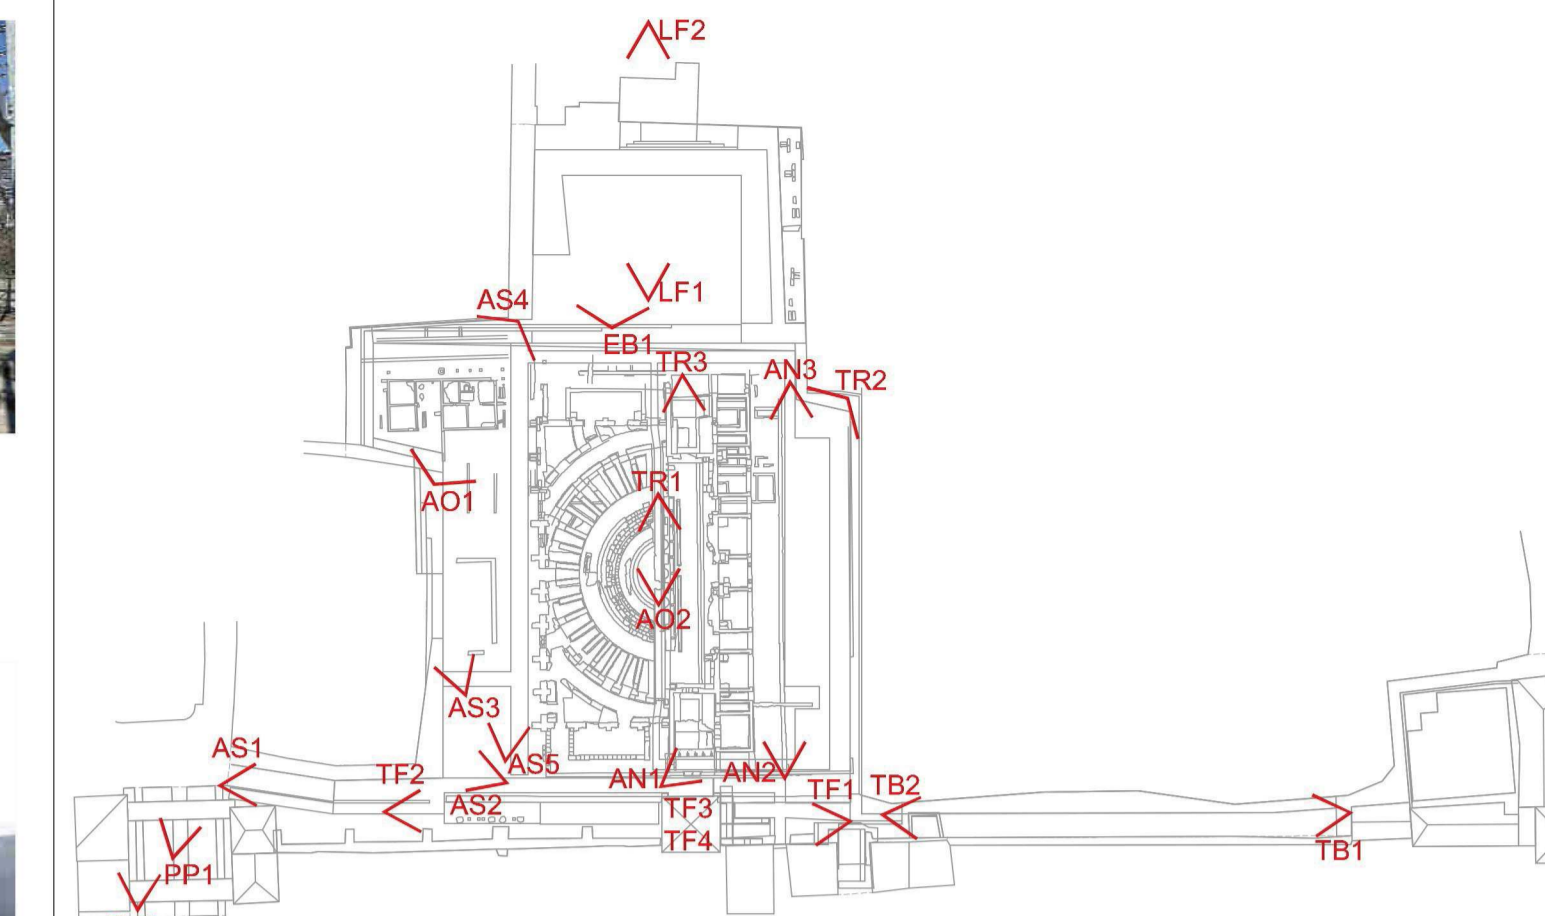 LF2
LF1
AS4
EB1
TR3
AN3
TR2
TR1
AO1
AO2
AS3
AS1
TF2
AS5
AN1
AN2
TF1
TB2
AS2
TF3
TF4
TB1
PP1